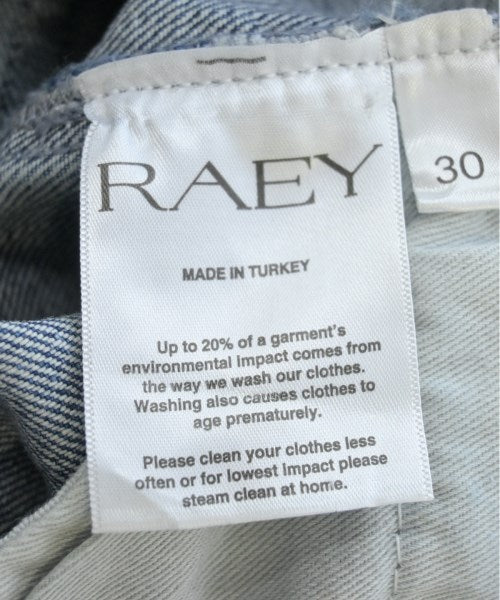 RAEY
30
MADE IN TURKEY
Up to 20% of a garment's
environmental impact comes from
the way we wash our clothes.
Washing also causes clothes to
age prematurely.
Please clean your clothes less
often or for lowest impact please
steam clean at home.